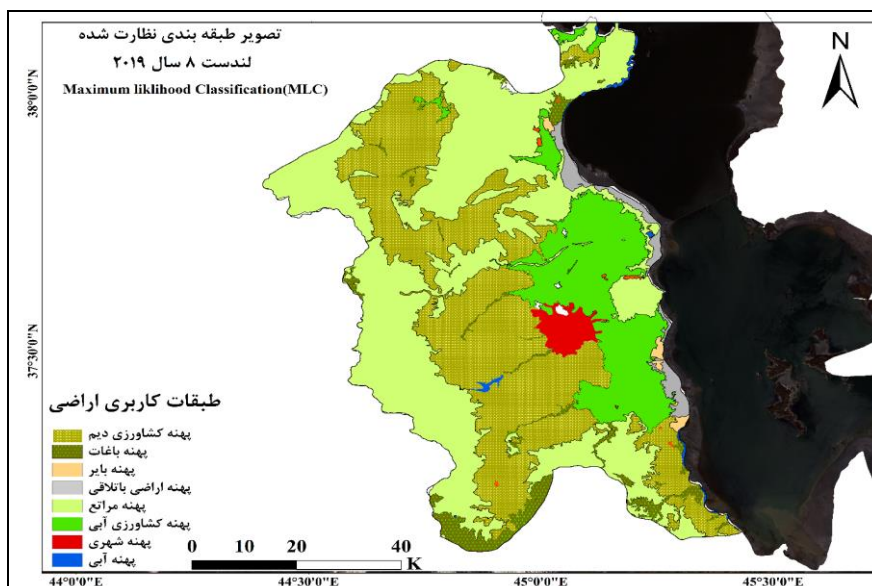 تصویر طبقه بندی نظارت شده
لندست ۸ سال ۲۰۱۹
Maximum liklihood Classification(MLC)
N
38°0'0"N
37°30'0"N
طبقات کاربری اراضی
پهنه کشاورزی دیم
پهنه باغات
پهنه بایر
پهنه اراضی باتلاقی
پهنه مراتع
پهنه کشاورزی آبی
پهنه شهری
پهنه آبی
0 10 20 40
K
44°0'0"E 44°30'0"E 45°0'0"E 45°30'0"E